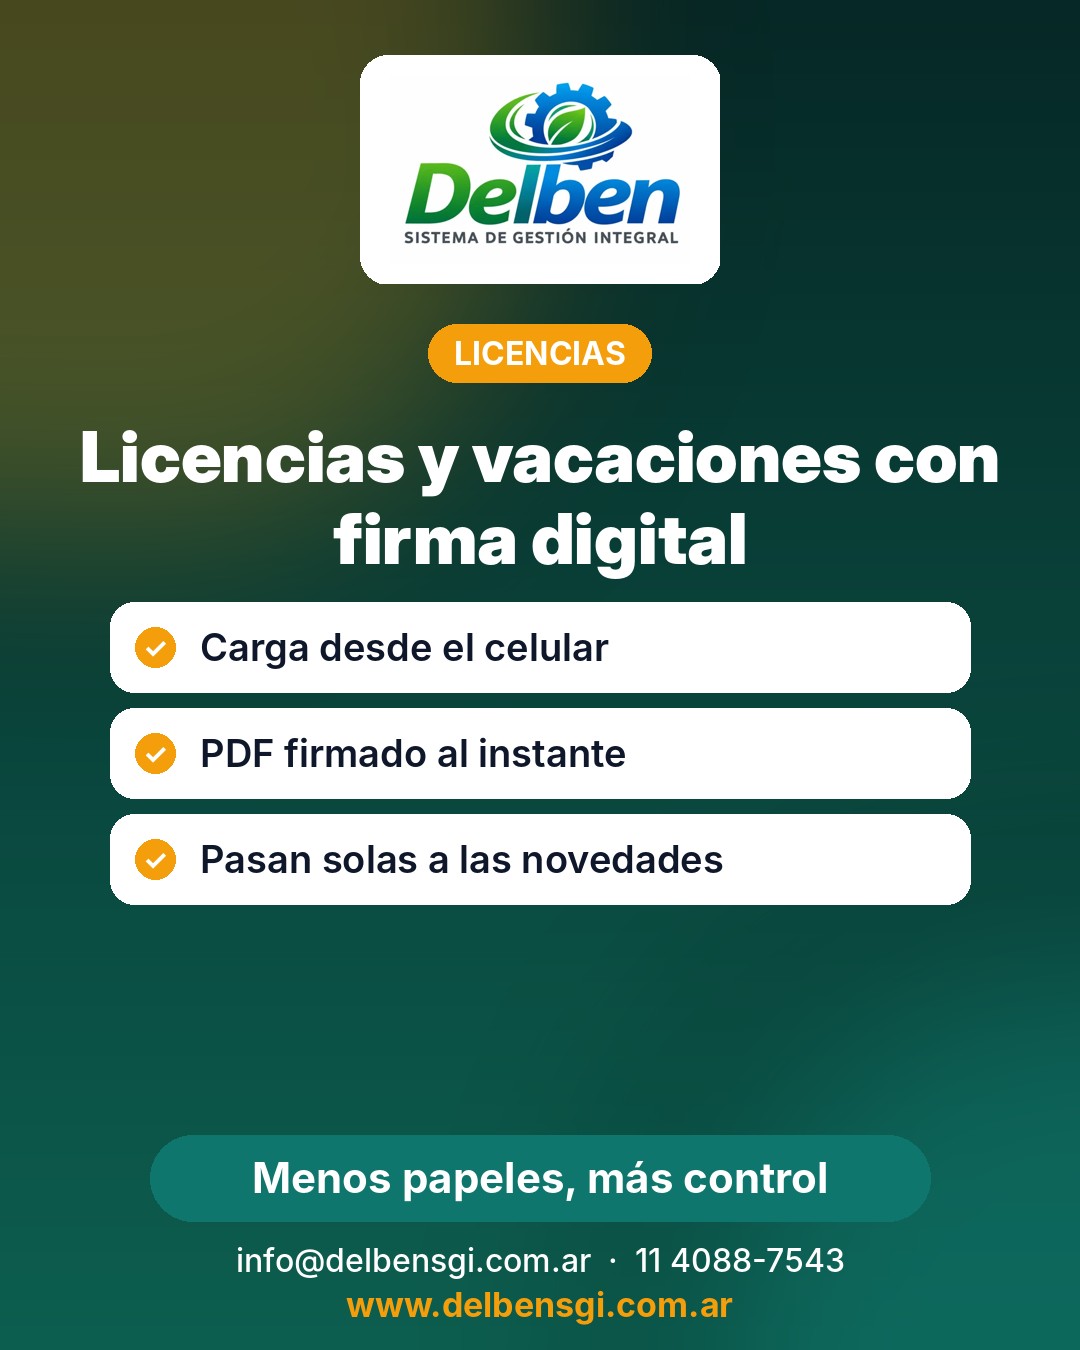 Delben
SISTEMA DE GESTIÓN INTEGRAL
LICENCIAS
Licencias y vacaciones con
firma digital
Carga desde el celular
PDF firmado al instante
Pasan solas a las novedades
Menos papeles, más control
info@delbensgi.com.ar · 11 4088-7543
www.delbensgi.com.ar